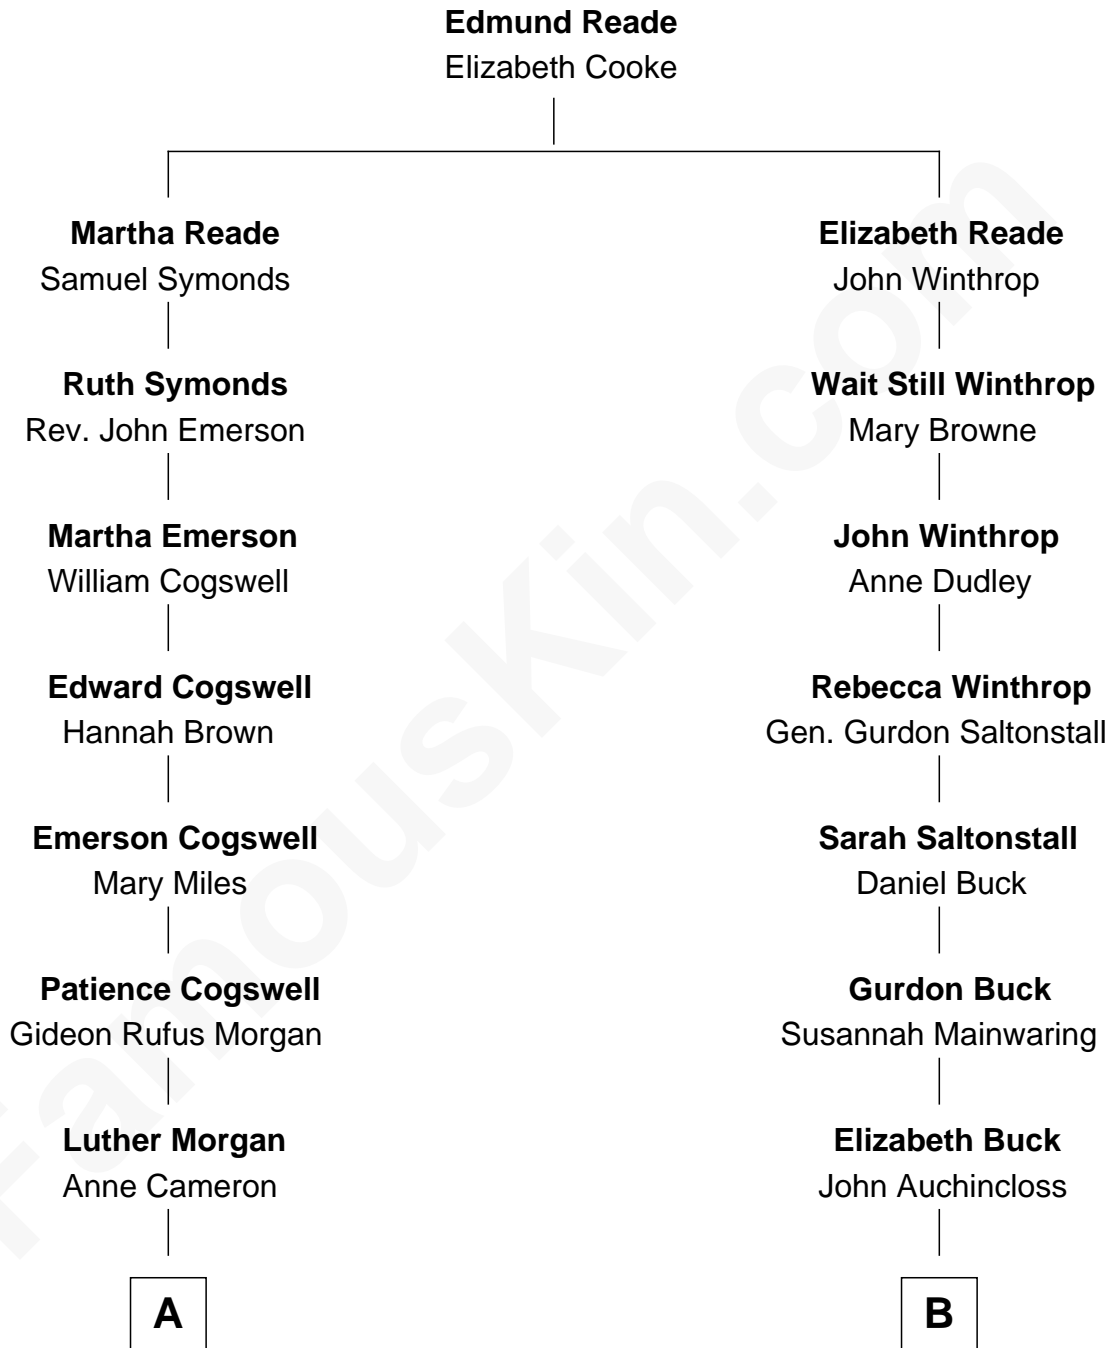 Edmund Reade
Elizabeth Cooke
Martha Reade
Samuel Symonds
Elizabeth Reade
John Winthrop
Ruth Symonds
Rev. John Emerson
Wait Still Winthrop
Mary Browne
Martha Emerson
William Cogswell
John Winthrop
Anne Dudley
Edward Cogswell
Hannah Brown
Rebecca Winthrop
Gen. Gurdon Saltonstall
Emerson Cogswell
Mary Miles
Sarah Saltonstall
Daniel Buck
Patience Cogswell
Gideon Rufus Morgan
Gurdon Buck
Susannah Mainwaring
Luther Morgan
Anne Cameron
Elizabeth Buck
John Auchincloss
A
B
FamousKin.com